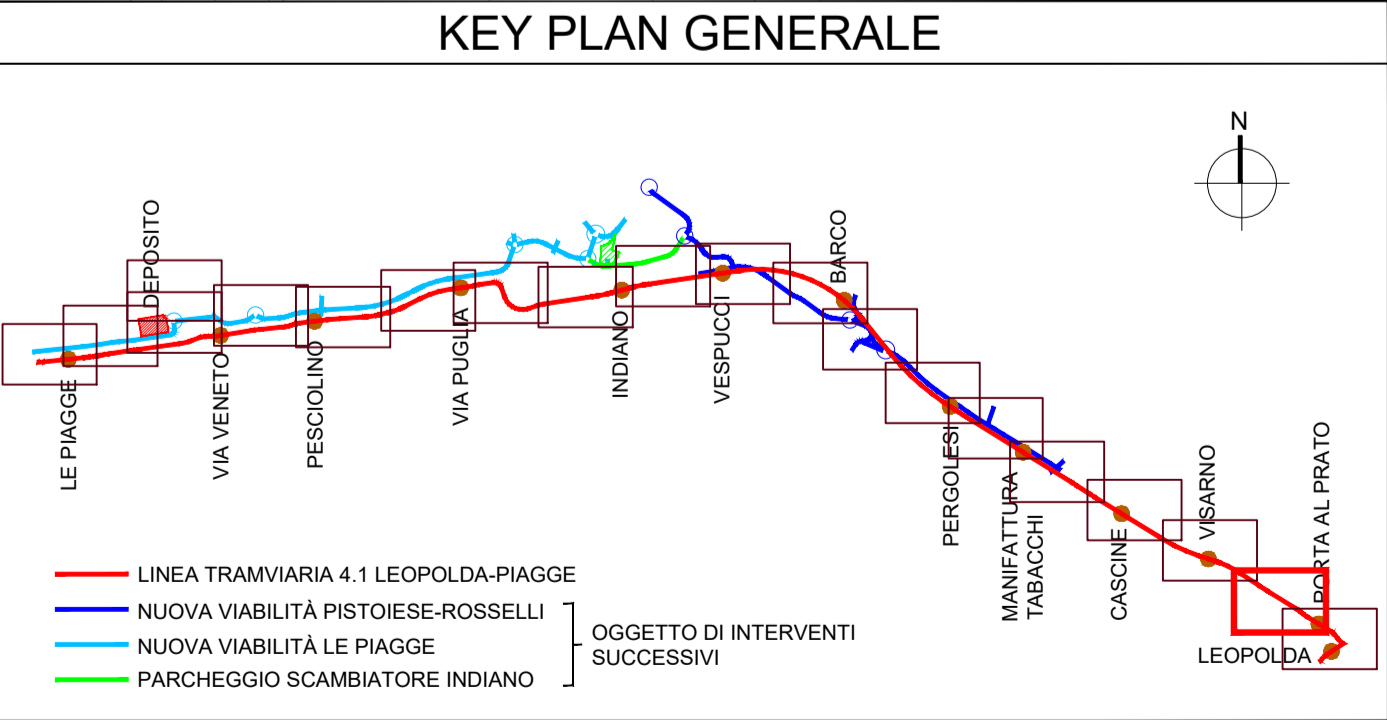 KEY PLAN GENERALE
N
DEPOSITO
LE PIAGGE
VIA VENETO
PESCIOLINO
VIA PUGLIA
INDIANO
VESPUCCI
BARCO
PERGOLESI
MANIFATTURA
TABACCHI
CASCINE
VISARNO
PORTA AL PRATO
LEOPOLDA
LINEA TRAMVIARIA 4.1 LEOPOLDA-PIAGGE
NUOVA VIABILITÀ PISTOIESE-ROSSELLI
NUOVA VIABILITÀ LE PIAGGE
PARCHEGGIO SCAMBIATORE INDIANO
OGGETTO DI INTERVENTI
SUCCESSIVI